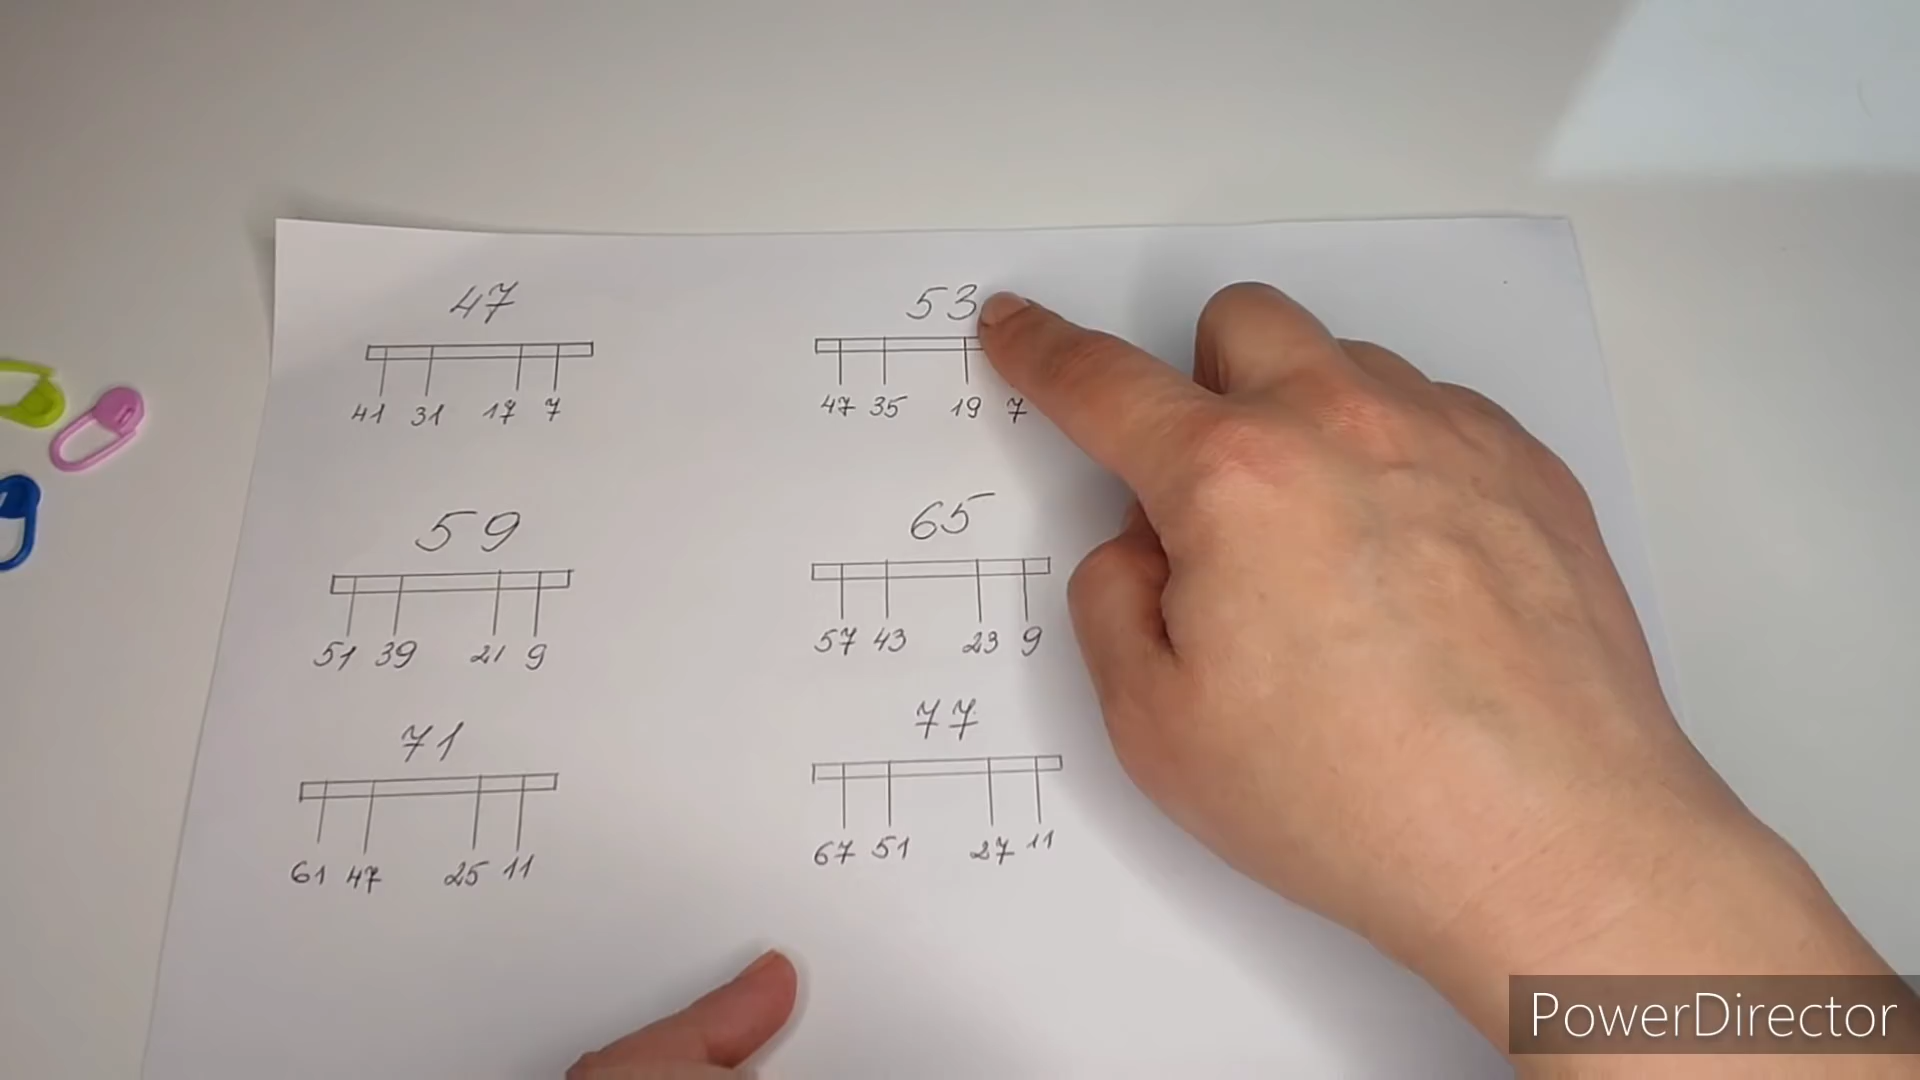 47 53
41 31 17 7 47 35 19 7
59 65
51 39 21 9 57 43 23 9
71 77
61 47 25 11 67 51 27 11
PowerDirector